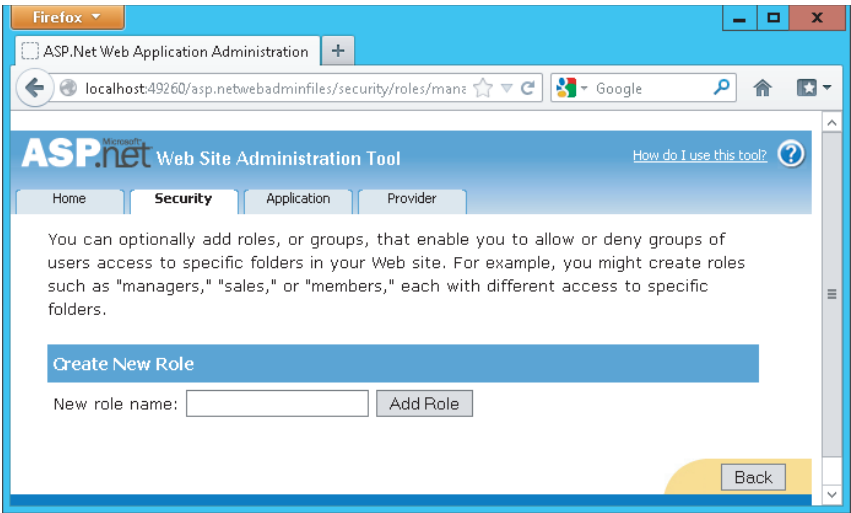 Firefox
ASP.Net Web Application Administration
localhost:49260/asp.netwebadminfiles/security/roles/mana
Google
Microsoft
ASP.net Web Site Administration Tool
How do I use this tool? ?
Home Security Application Provider
You can optionally add roles, or groups, that enable you to allow or deny groups of
users access to specific folders in your Web site. For example, you might create roles
such as "managers," "sales," or "members," each with different access to specific
folders.
Create New Role
New role name: Add Role
Back